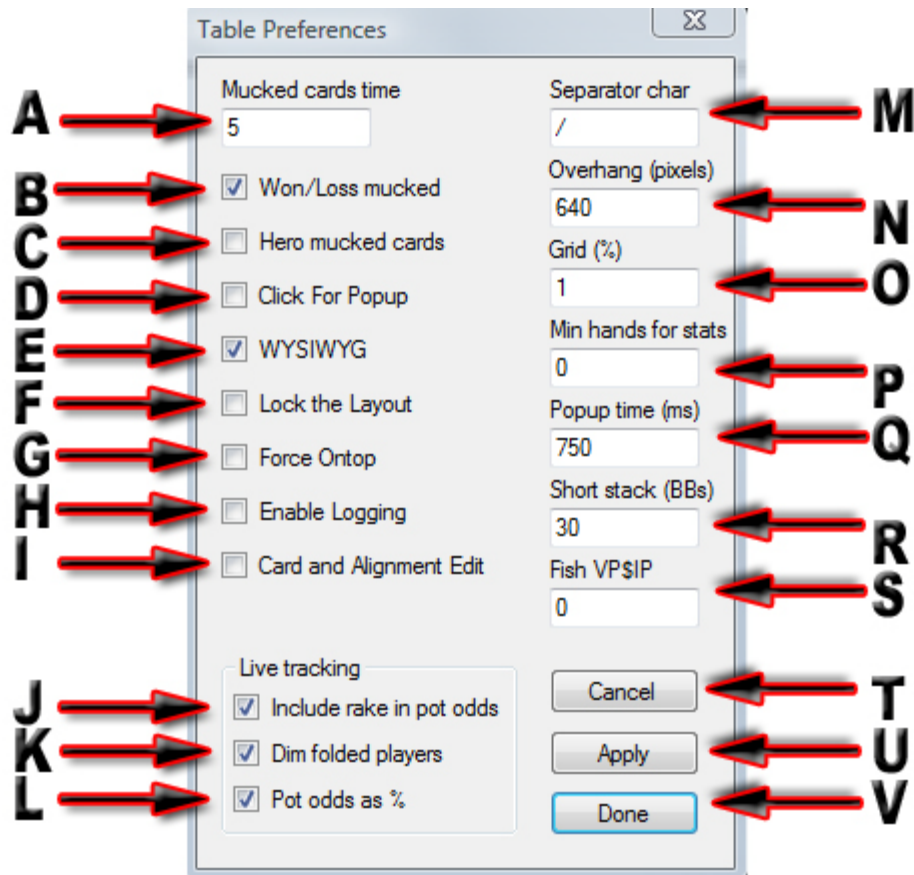 Table Preferences
Mucked cards time
Separator char
A
5
/
M
B
Won/Loss mucked
Overhang (pixels)
640
N
C
Hero mucked cards
Grid (%)
D
Click For Popup
1
O
E
WYSIWYG
Min hands for stats
0
P
F
Lock the Layout
Popup time (ms)
G
Force Ontop
750
Q
H
Enable Logging
Short stack (BBs)
30
R
I
Card and Alignment Edit
Fish VP$IP
0
S
Live tracking
J
Include rake in pot odds
Cancel
T
K
Dim folded players
Apply
U
L
Pot odds as %
Done
V